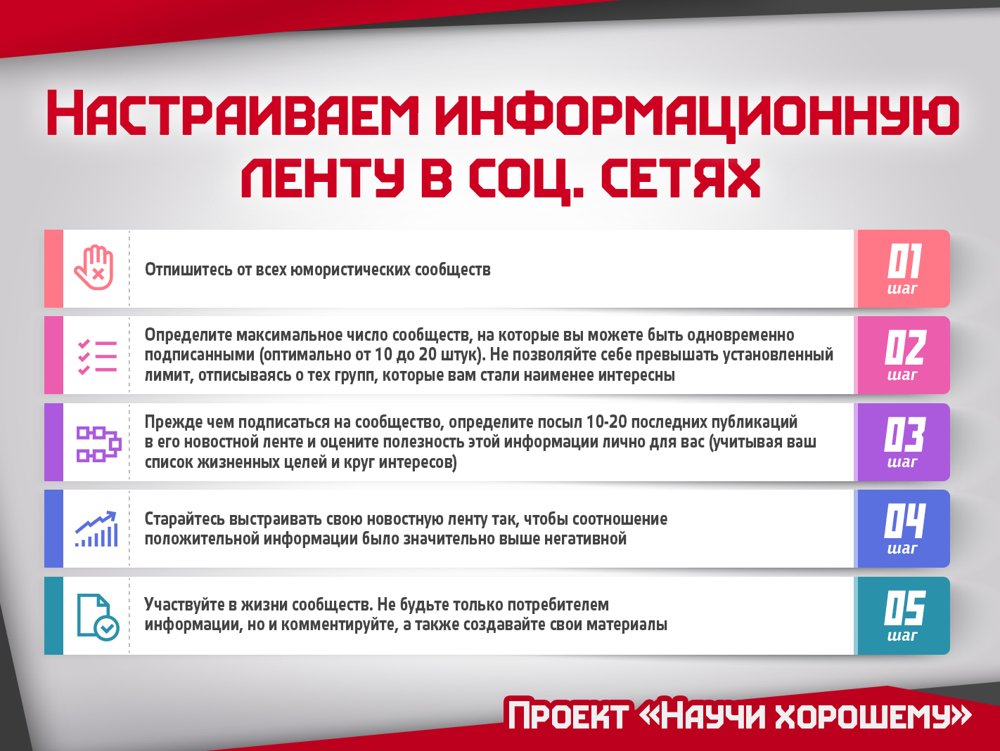 Настраиваем информационную
ленту в соц. сетях
Отпишитесь от всех юмористических сообществ
01
шаг
Определите максимальное число сообществ, на которые вы можете быть одновременно
подписанными (оптимально от 10 до 20 штук). Не позволяйте себе превышать установленный
лимит, отписываясь о тех групп, которые вам стали наименее интересны
02
шаг
Прежде чем подписаться на сообщество, определите посыл 10-20 последних публикаций
в его новостной ленте и оцените полезность этой информации лично для вас (учитывая ваш
список жизненных целей и круг интересов)
03
шаг
Старайтесь выстраивать свою новостную ленту так, чтобы соотношение
положительной информации было значительно выше негативной
04
шаг
Участвуйте в жизни сообществ. Не будьте только потребителем
информации, но и комментируйте, а также создавайте свои материалы
05
шаг
Проект «Научи хорошему»